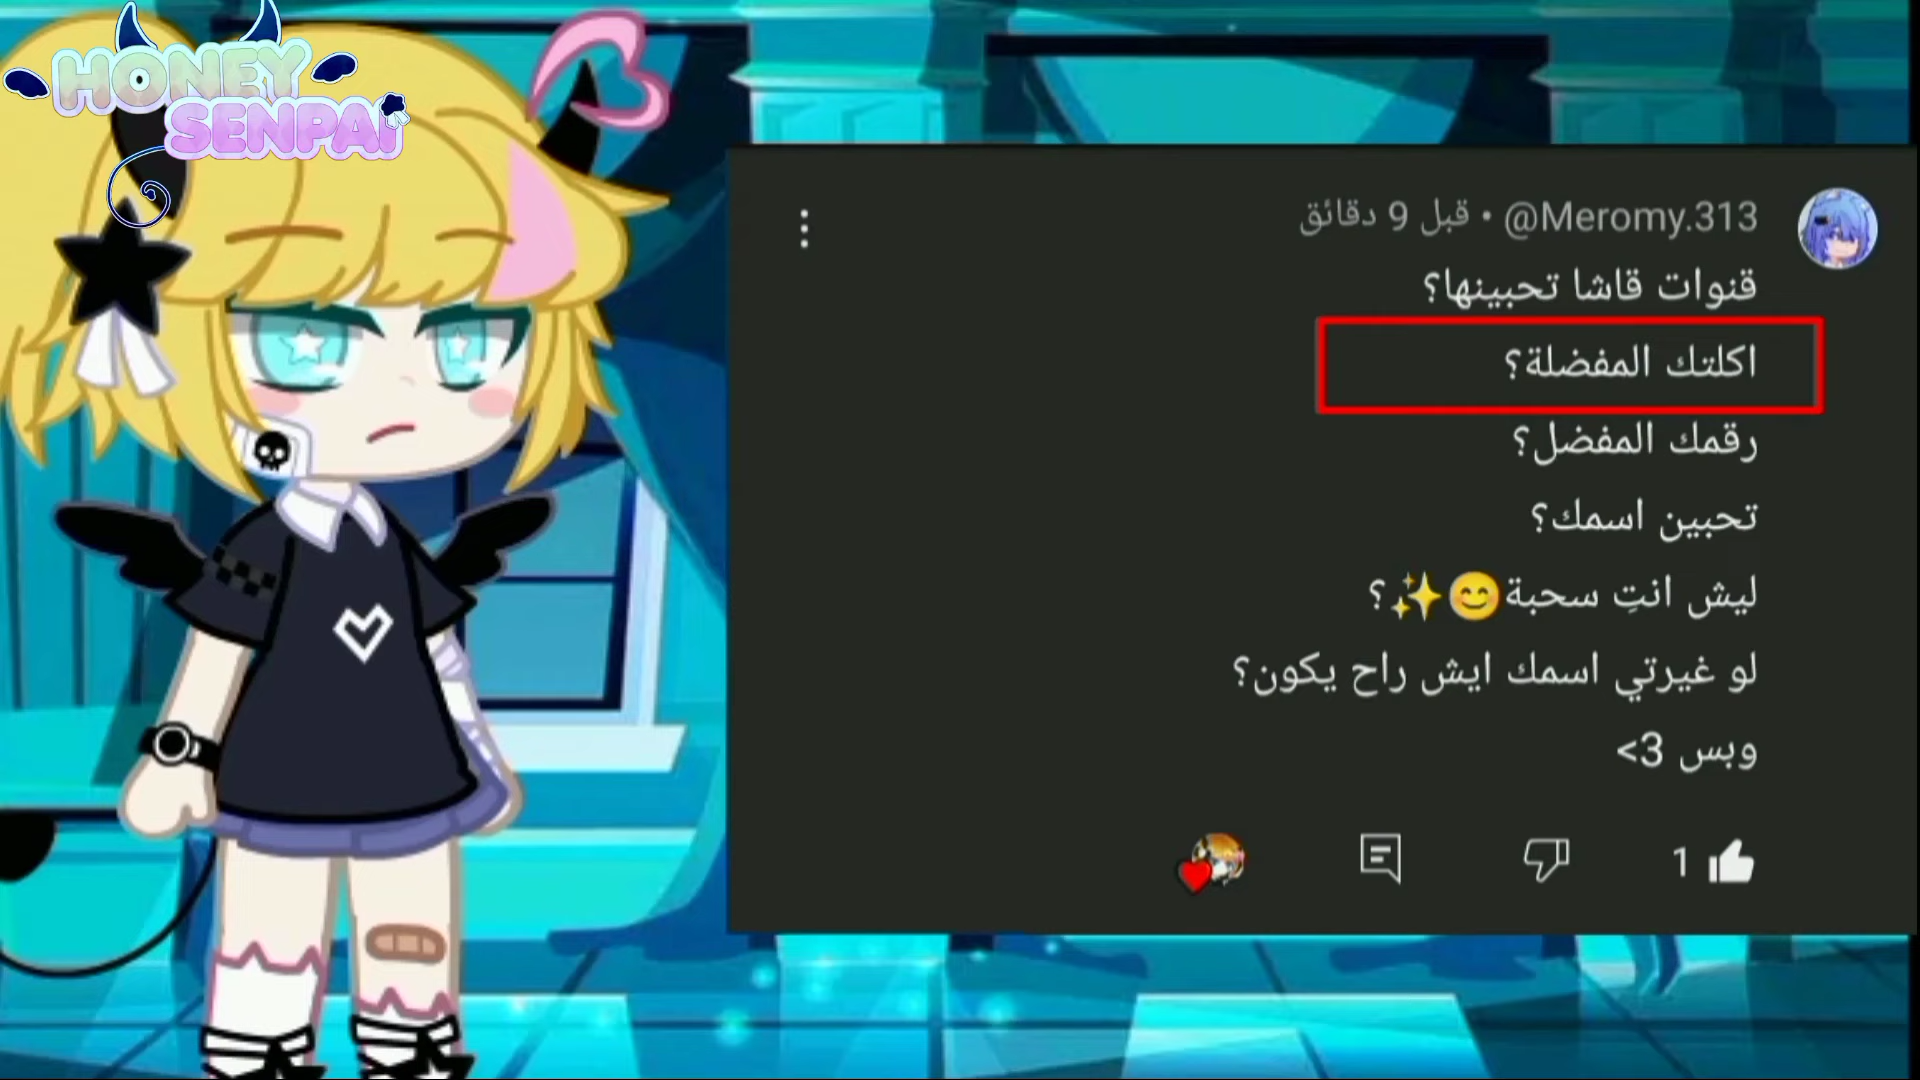 HONEY
SENPAI
@Meromy.313 • قبل 9 دقائق
قنوات قاشا تحبينها؟
اكلتك المفضلة؟
رقمك المفضل؟
تحبين اسمك؟
ليش انتِ سحبة😊✨؟
لو غيرتي اسمك ايش راح يكون؟
وبس 3>
1